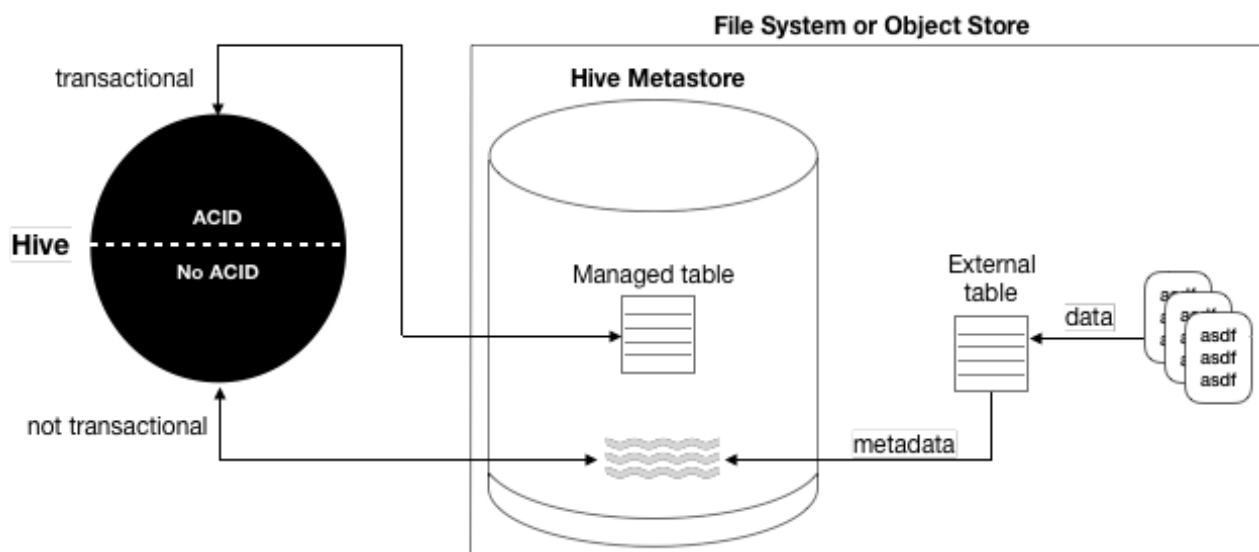 File System or Object Store
transactional
Hive Metastore
ACID
Hive
No ACID
Managed table
External
table
data
asdf
asdf
asdf
not transactional
metadata